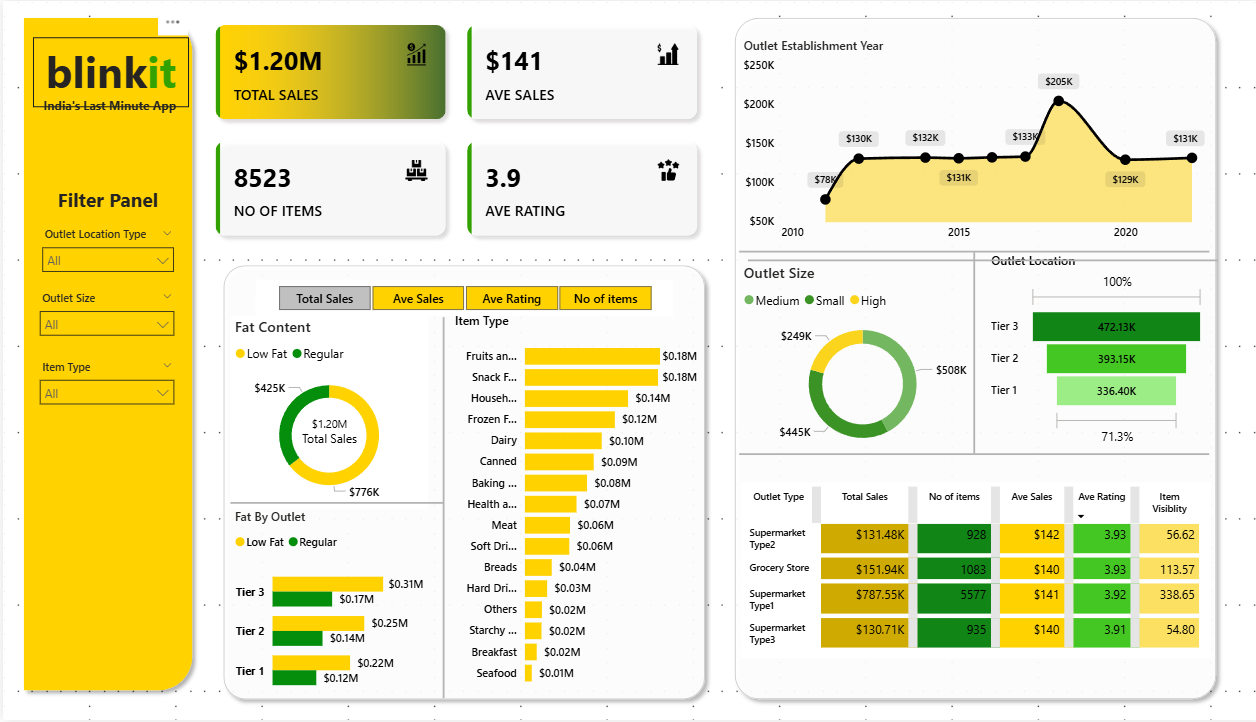 blinkit
India's Last Minute App
Filter Panel
Outlet Location Type
All
Outlet Size
All
Item Type
All
$1.20M
TOTAL SALES
$141
AVE SALES
8523
NO OF ITEMS
3.9
AVE RATING
Total Sales Ave Sales Ave Rating No of items
Fat Content
Low Fat Regular
$425K
$1.20M
Total Sales
$776K
Fat By Outlet
Low Fat Regular
Tier 3 $0.31M
$0.17M
Tier 2 $0.25M
$0.14M
Tier 1 $0.22M
$0.12M
Item Type
Fruits an... $0.18M
Snack F... $0.18M
Househ... $0.14M
Frozen F... $0.12M
Dairy $0.10M
Canned $0.09M
Baking ... $0.08M
Health a... $0.07M
Meat $0.06M
Soft Dri... $0.06M
Breads $0.04M
Hard Dri... $0.03M
Others $0.02M
Starchy ... $0.02M
Breakfast $0.02M
Seafood $0.01M
Outlet Establishment Year
$250K
$200K
$150K
$100K
$50K
$78K $130K $132K $131K $133K $205K $129K $131K
2010 2015 2020
Outlet Size
Medium Small High
$249K
$508K
$445K
Outlet Location
100%
Tier 3 472.13K
Tier 2 393.15K
Tier 1 336.40K
71.3%
Outlet Type Total Sales No of items Ave Sales Ave Rating Item Visiblity
Supermarket Type2 $131.48K 928 $142 3.93 56.62
Grocery Store $151.94K 1083 $140 3.93 113.57
Supermarket Type1 $787.55K 5577 $141 3.92 338.65
Supermarket Type3 $130.71K 935 $140 3.91 54.80